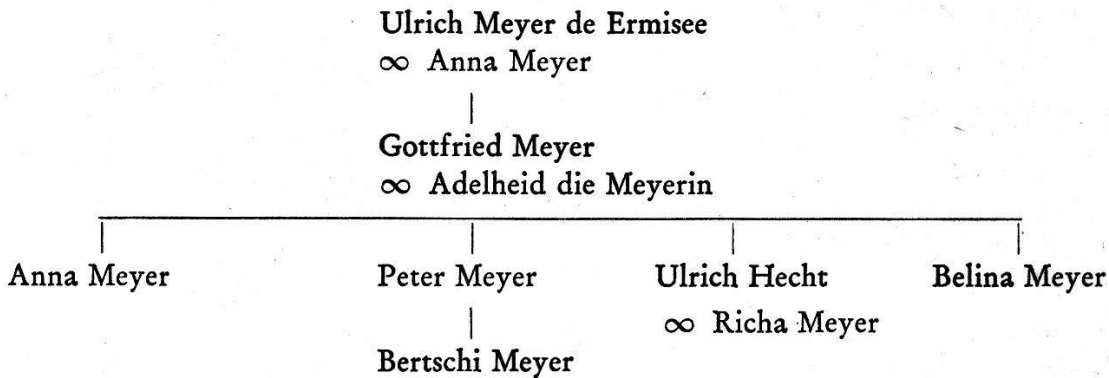 Ulrich Meyer de Ermisee
∞ Anna Meyer
Gottfried Meyer
∞ Adelheid die Meyerin
Anna Meyer
Peter Meyer
Ulrich Hecht
Belina Meyer
∞ Richa Meyer
Bertschi Meyer